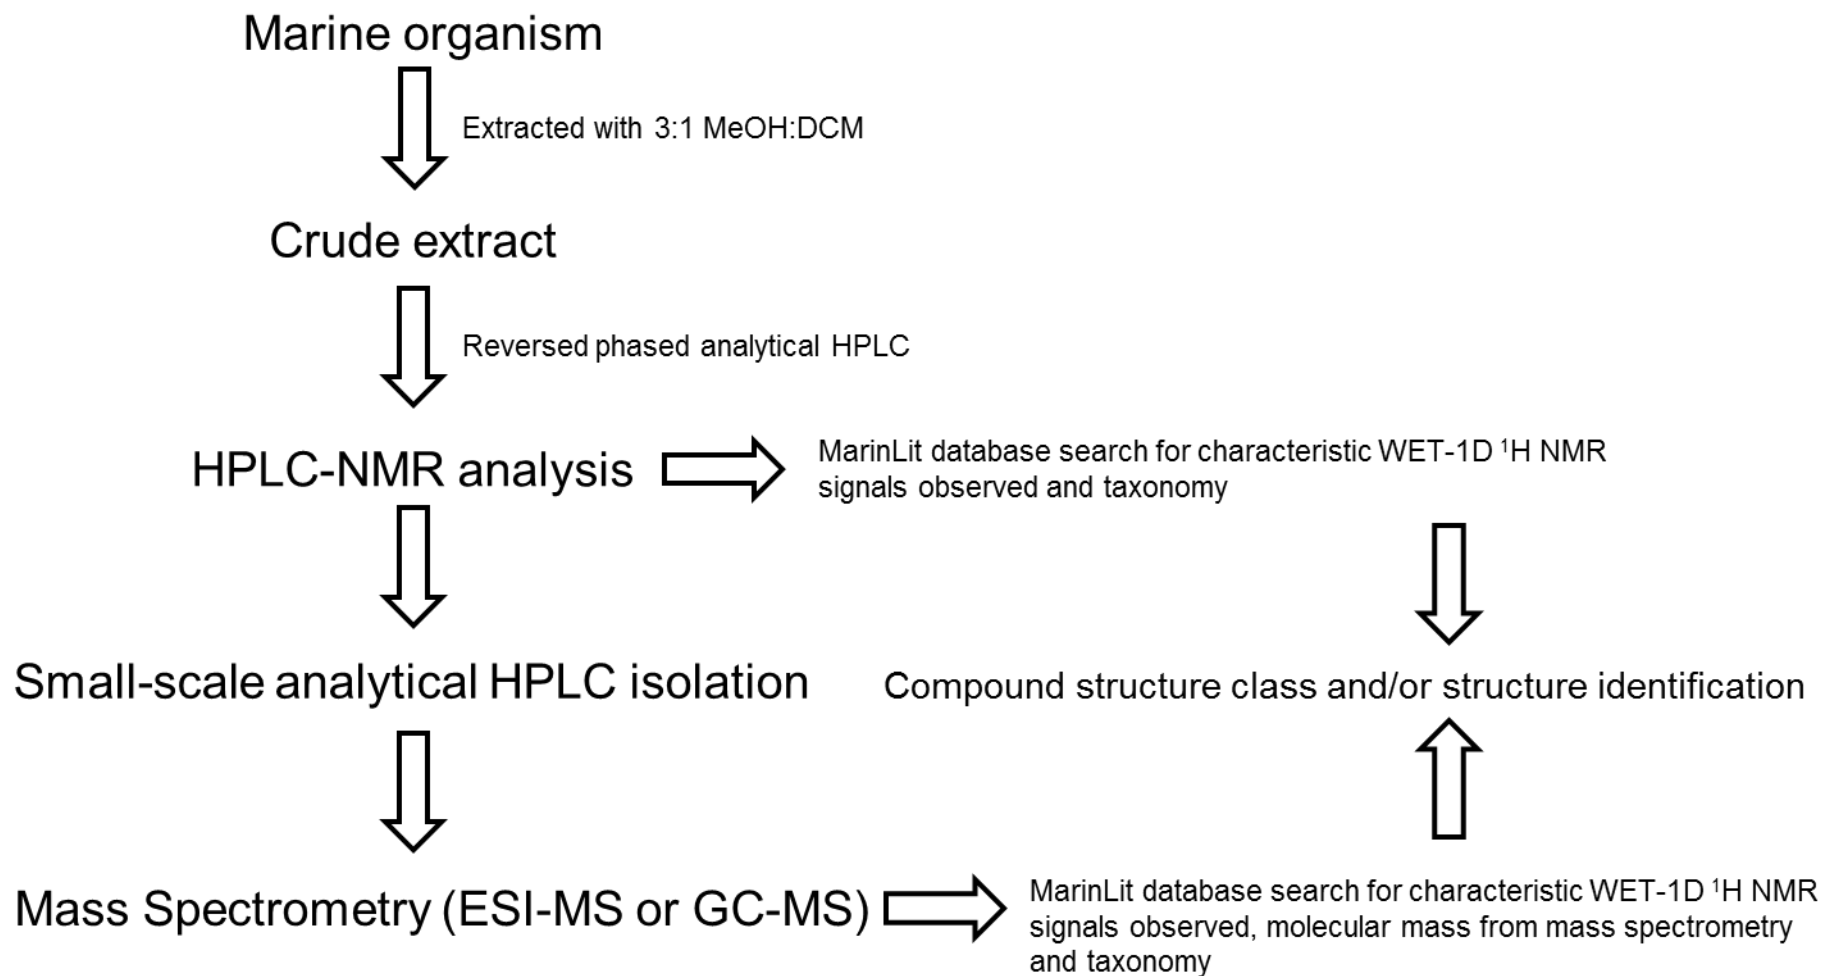 Marine organism
Extracted with 3:1 MeOH:DCM
Crude extract
Reversed phased analytical HPLC
HPLC-NMR analysis
MarinLit database search for characteristic WET-1D ¹H NMR
signals observed and taxonomy
Small-scale analytical HPLC isolation
Compound structure class and/or structure identification
Mass Spectrometry (ESI-MS or GC-MS)
MarinLit database search for characteristic WET-1D ¹H NMR
signals observed, molecular mass from mass spectrometry
and taxonomy